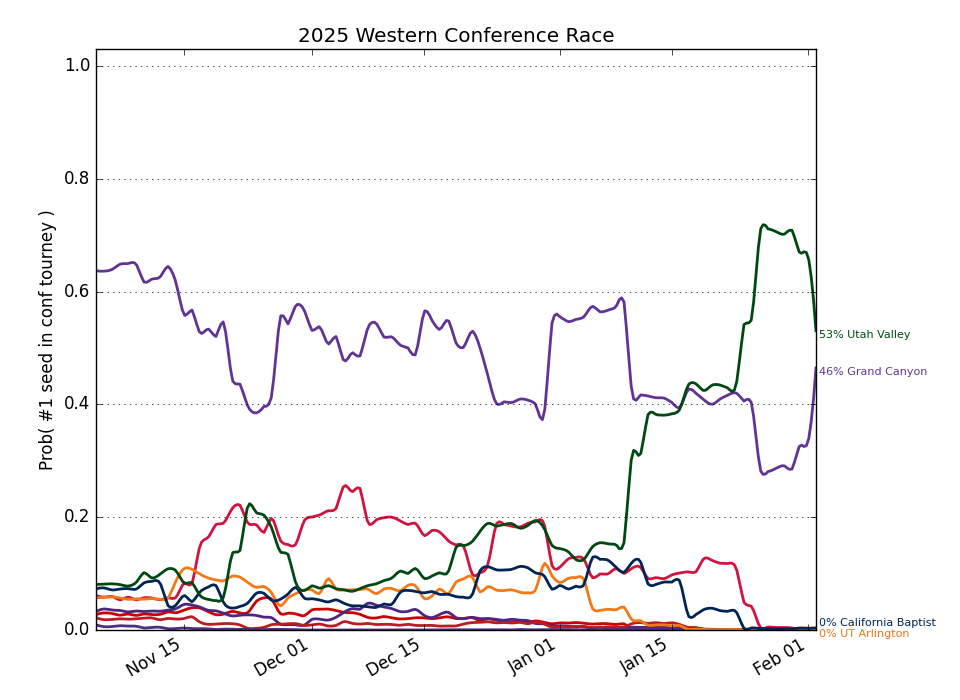 2025 Western Conference Race
Prob( #1 seed in conf tourney )
1.0
0.8
0.6
0.4
0.2
0.0
53% Utah Valley
46% Grand Canyon
0% California Baptist
0% UT Arlington
Nov 15
Dec 01
Dec 15
Jan 01
Jan 15
Feb 01